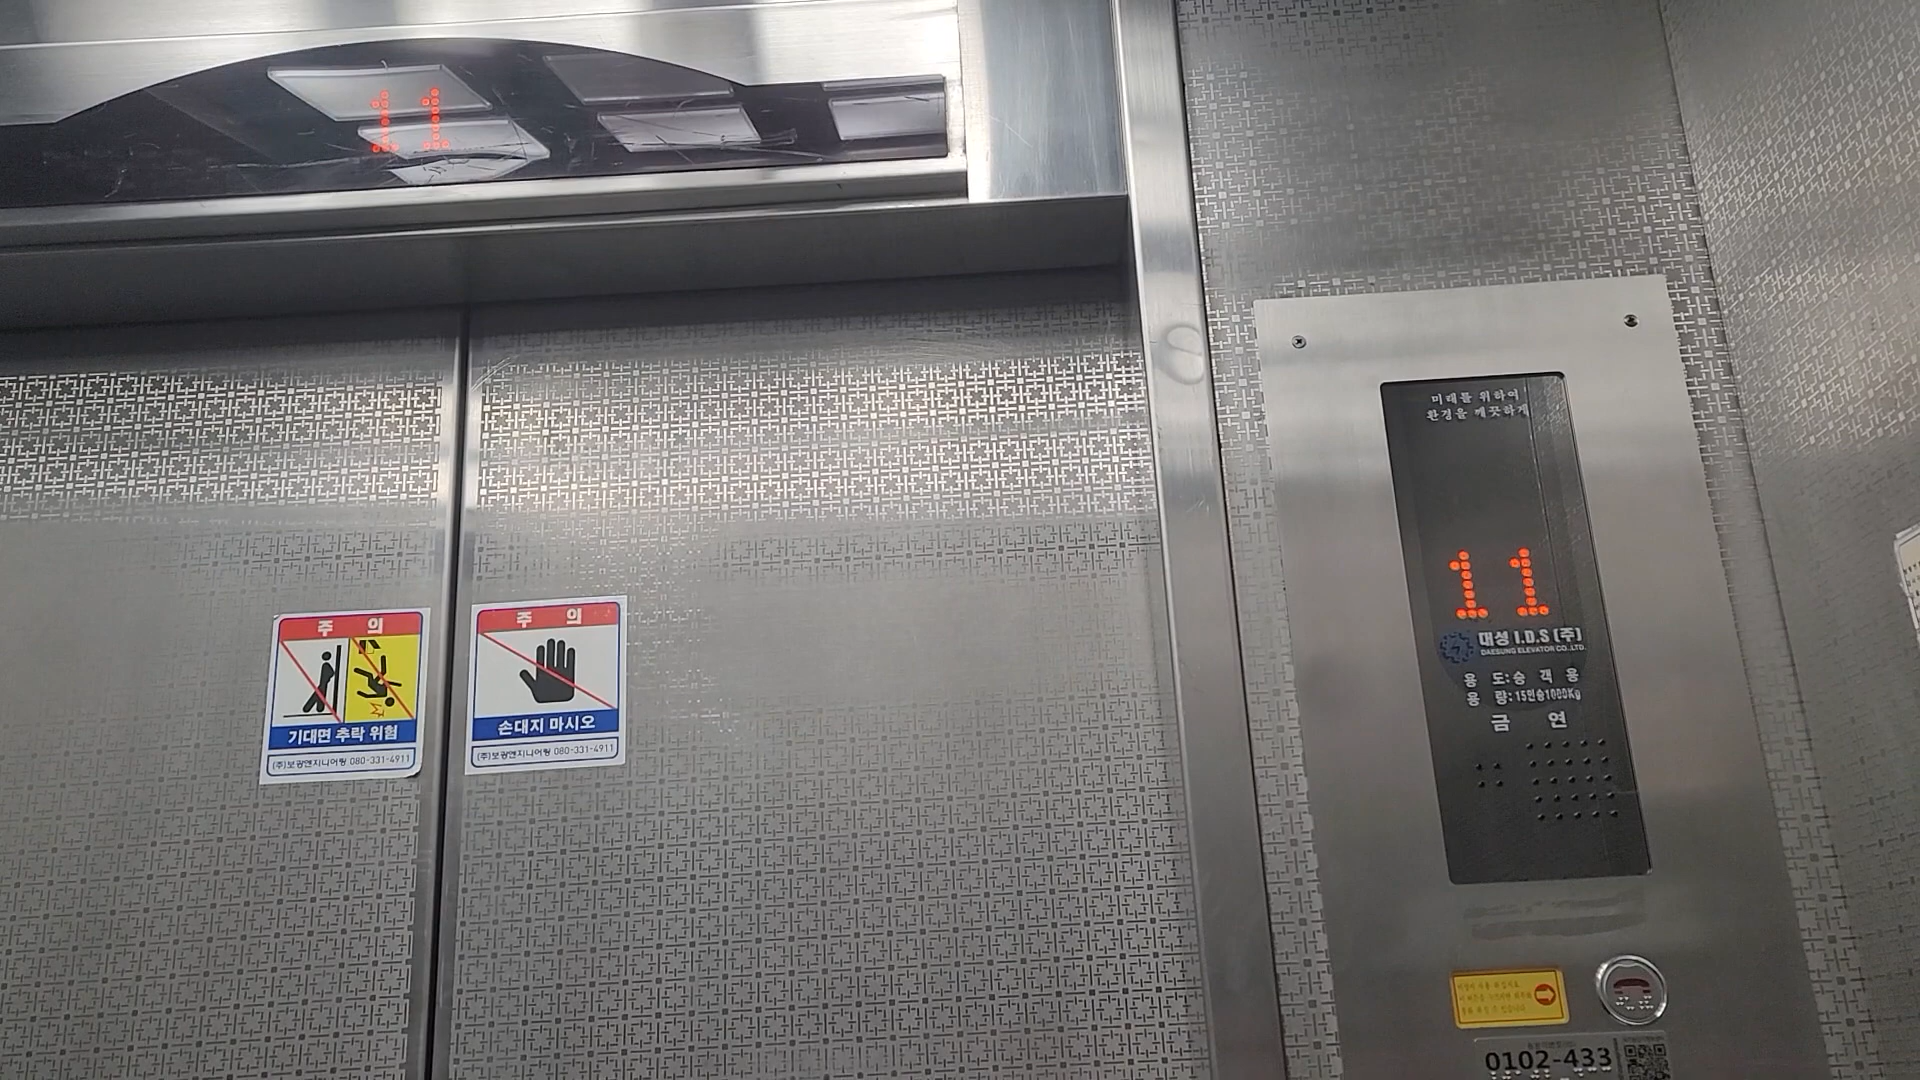 11
주 의
기대면 추락 위험
(주)보광엔지니어링 080-331-4911
주 의
손대지 마시오
(주)보광엔지니어링 080-331-4911
미래를 위하여
환경을 깨끗하게
11
대성 I.D.S (주)
DAESUNG ELEVATOR CO.,LTD.
용 도:승 객 용
용 량:15인승1000Kg
금 연
0102-433